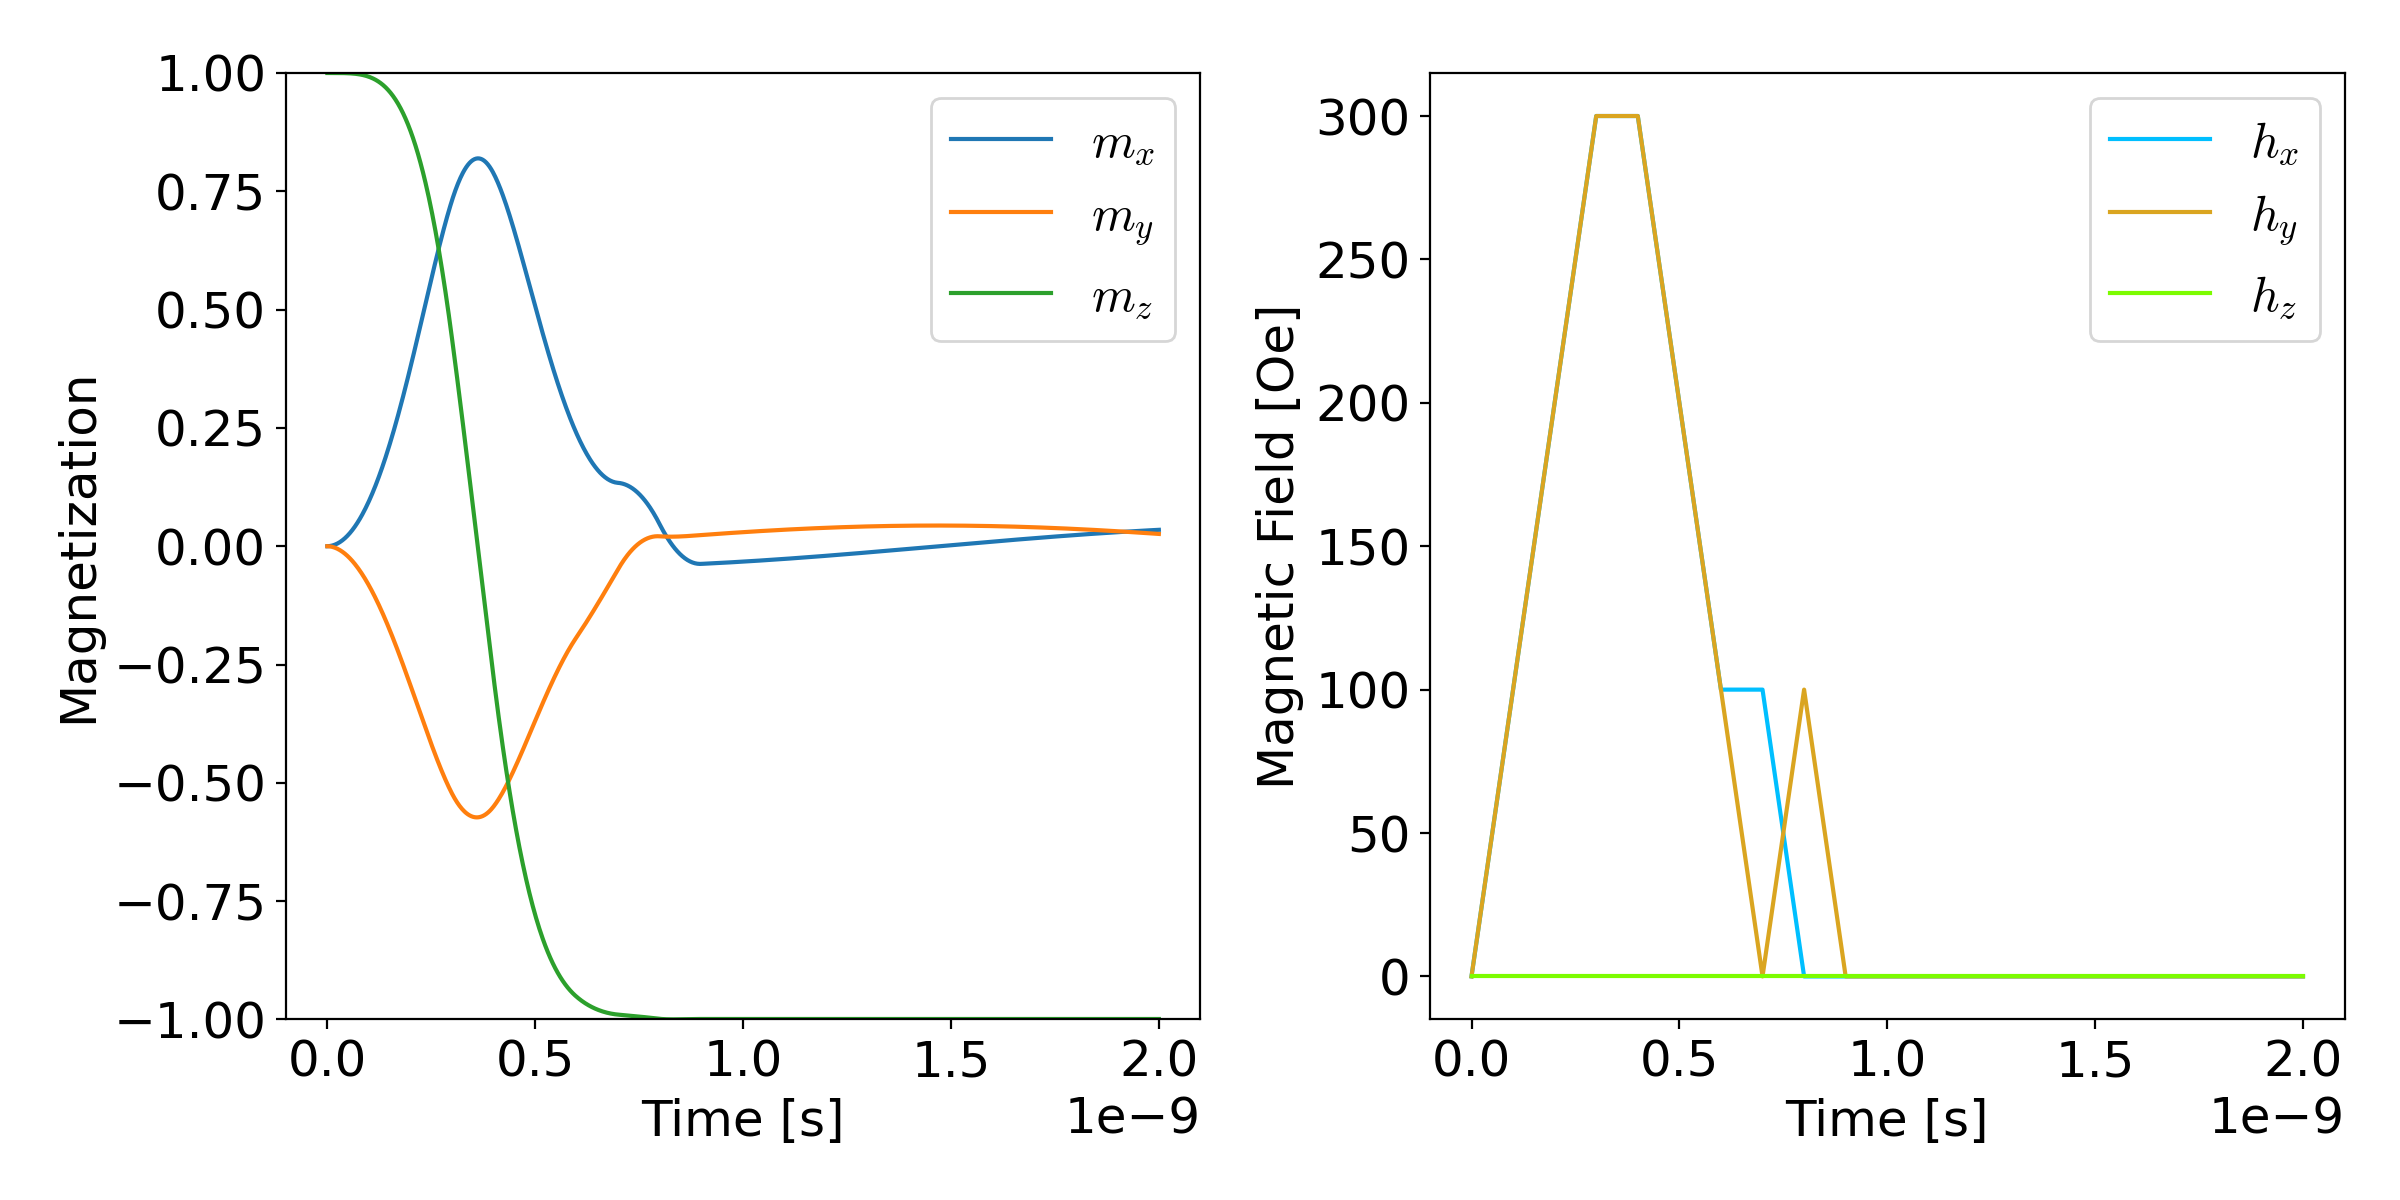 Magnetization
1.00
0.75
0.50
0.25
0.00
−0.25
−0.50
−0.75
−1.00
0.0 0.5 1.0 1.5 2.0
Time [s]
1e−9
m_x
m_y
m_z
Magnetic Field [Oe]
300
250
200
150
100
50
0
0.0 0.5 1.0 1.5 2.0
Time [s]
1e−9
h_x
h_y
h_z